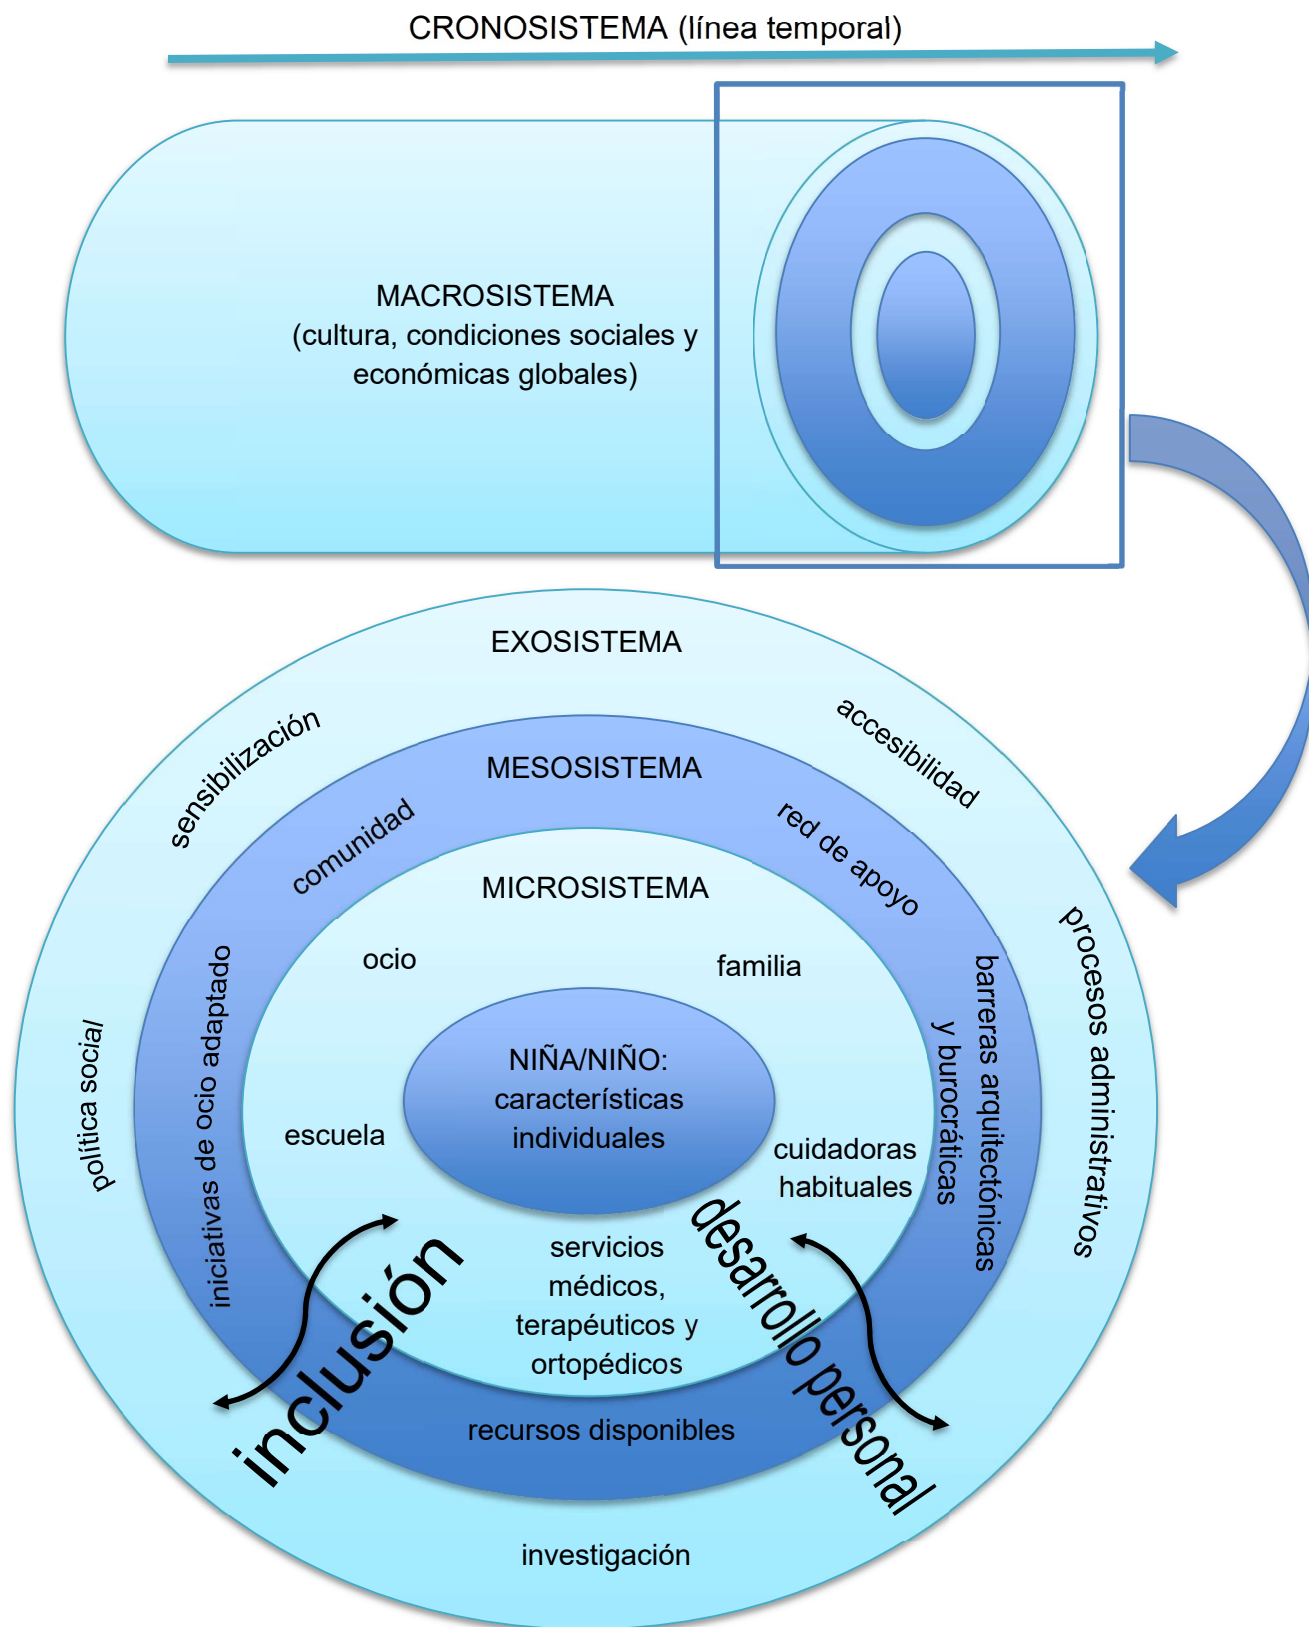 CRONOSISTEMA (línea temporal)
MACROSISTEMA
(cultura, condiciones sociales y
económicas globales)
EXOSISTEMA
sensibilización
accesibilidad
MESOSISTEMA
comunidad
red de apoyo
MICROSISTEMA
ocio
familia
política social
iniciativas de ocio adaptado
NIÑA/NIÑO:
características
individuales
escuela
cuidadoras
habituales
barreras arquitectónicas
y burocráticas
procesos administrativos
servicios
médicos,
terapéuticos y
ortopédicos
inclusión
desarrollo personal
recursos disponibles
investigación